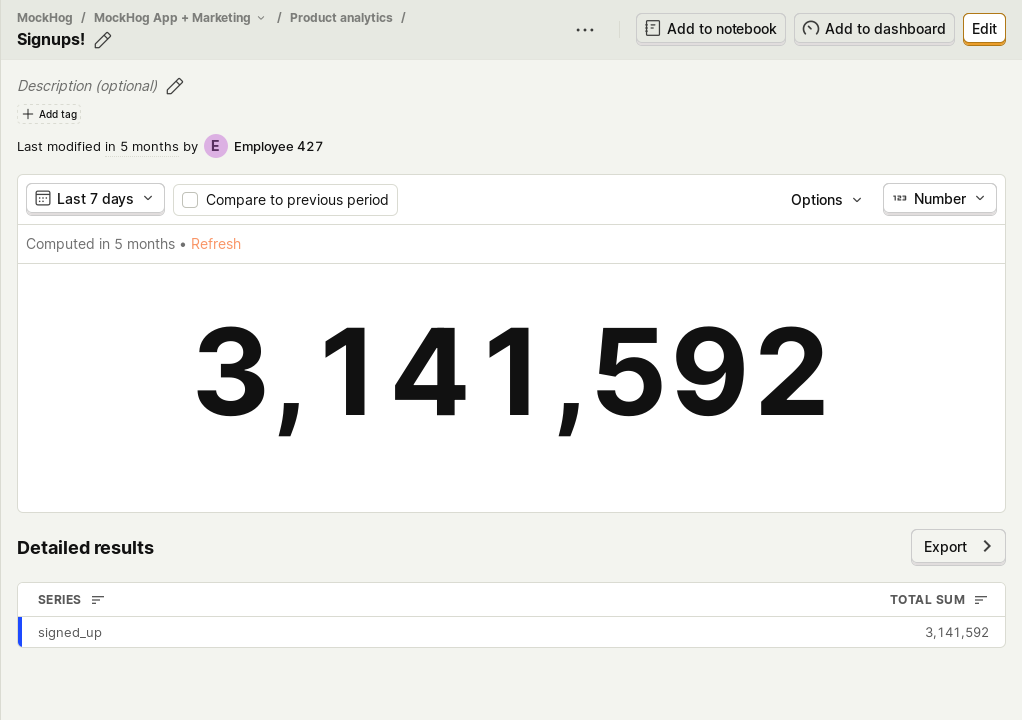 MockHog / MockHog App + Marketing / Product analytics /
Signups!
Add to notebook
Add to dashboard
Edit
Description (optional)
Add tag
Last modified in 5 months by E Employee 427
Last 7 days
Compare to previous period
Options
123 Number
Computed in 5 months • Refresh
3,141,592
Detailed results
Export
SERIES TOTAL SUM
signed_up 3,141,592